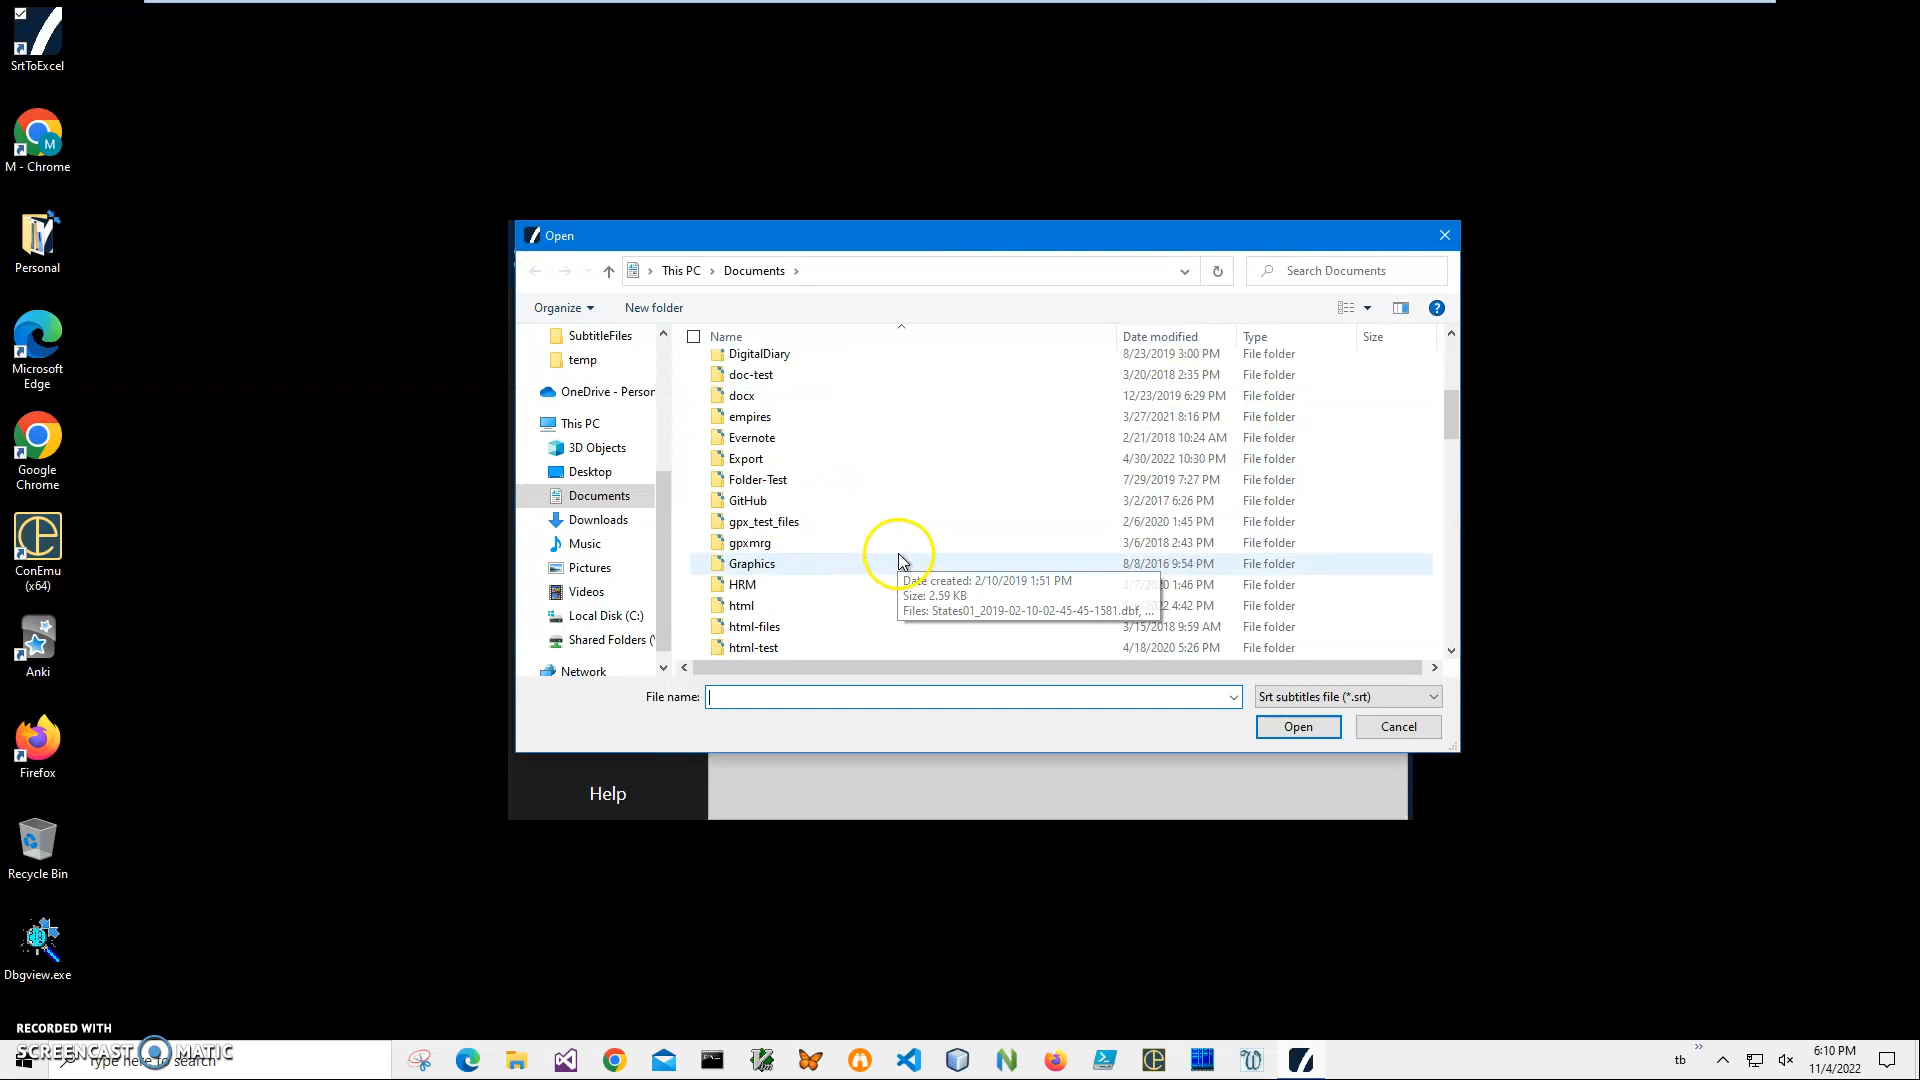 SrtToExcel
M
M - Chrome
Personal
Microsoft
Edge
Google
Chrome
ConEmu
(x64)
Anki
Firefox
Recycle Bin
Dbgview.exe
Open
This PC > Documents >
Search Documents
Organize
New folder
SubtitleFiles
temp
OneDrive - Person
This PC
3D Objects
Desktop
Documents
Downloads
Music
Pictures
Videos
Local Disk (C:)
Shared Folders (
Network
Name Date modified Type Size
DigitalDiary 8/23/2019 3:00 PM File folder
doc-test 3/20/2018 2:35 PM File folder
docx 12/23/2019 6:29 PM File folder
empires 3/27/2021 8:16 PM File folder
Evernote 2/21/2018 10:24 AM File folder
Export 4/30/2022 10:30 PM File folder
Folder-Test 7/29/2019 7:27 PM File folder
GitHub 3/2/2017 6:26 PM File folder
gpx_test_files 2/6/2020 1:45 PM File folder
gpxmrg 3/6/2018 2:43 PM File folder
Graphics 8/8/2016 9:54 PM File folder
HRM 1:46 PM File folder
html 4:42 PM File folder
html-files 3/15/2018 9:59 AM File folder
html-test 4/18/2020 5:26 PM File folder
Date created: 2/10/2019 1:51 PM
Size: 2.59 KB
Files: States01_2019-02-10-02-45-45-1581.dbf, ...
File name:
Srt subtitles file (*.srt)
Open
Cancel
Help
RECORDED WITH
SCREENCAST MATIC
Type here to search
tb
6:10 PM
11/4/2022